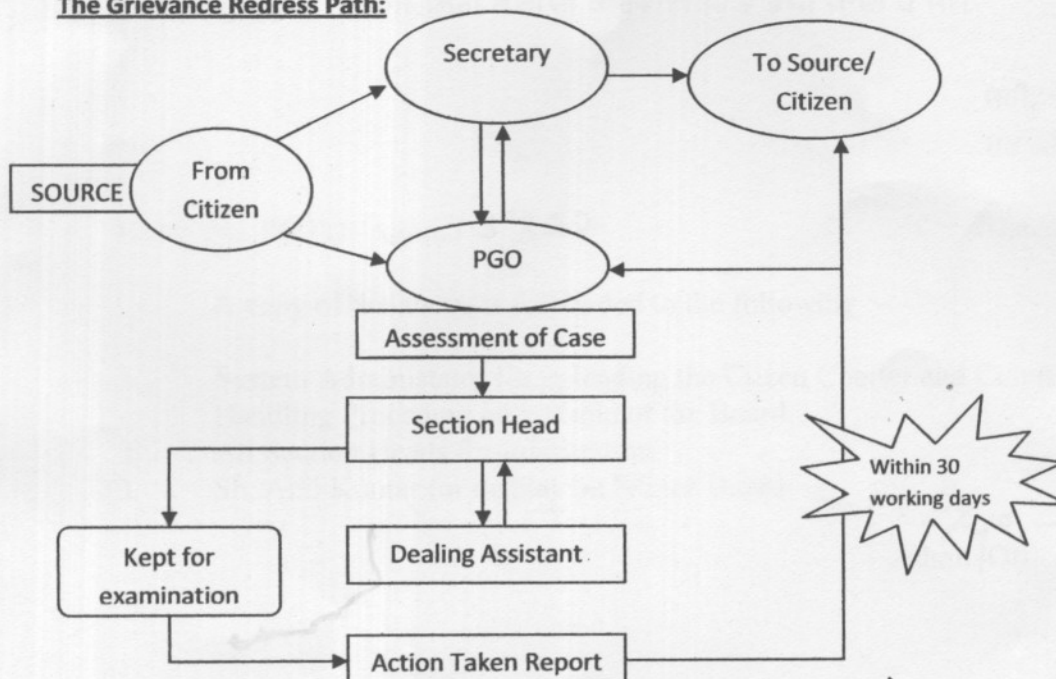 The Grievance Redress Path:
Secretary
To Source/
Citizen
SOURCE
From
Citizen
PGO
Assessment of Case
Section Head
Within 30
working days
Dealing Assistant
Kept for
examination
Action Taken Report